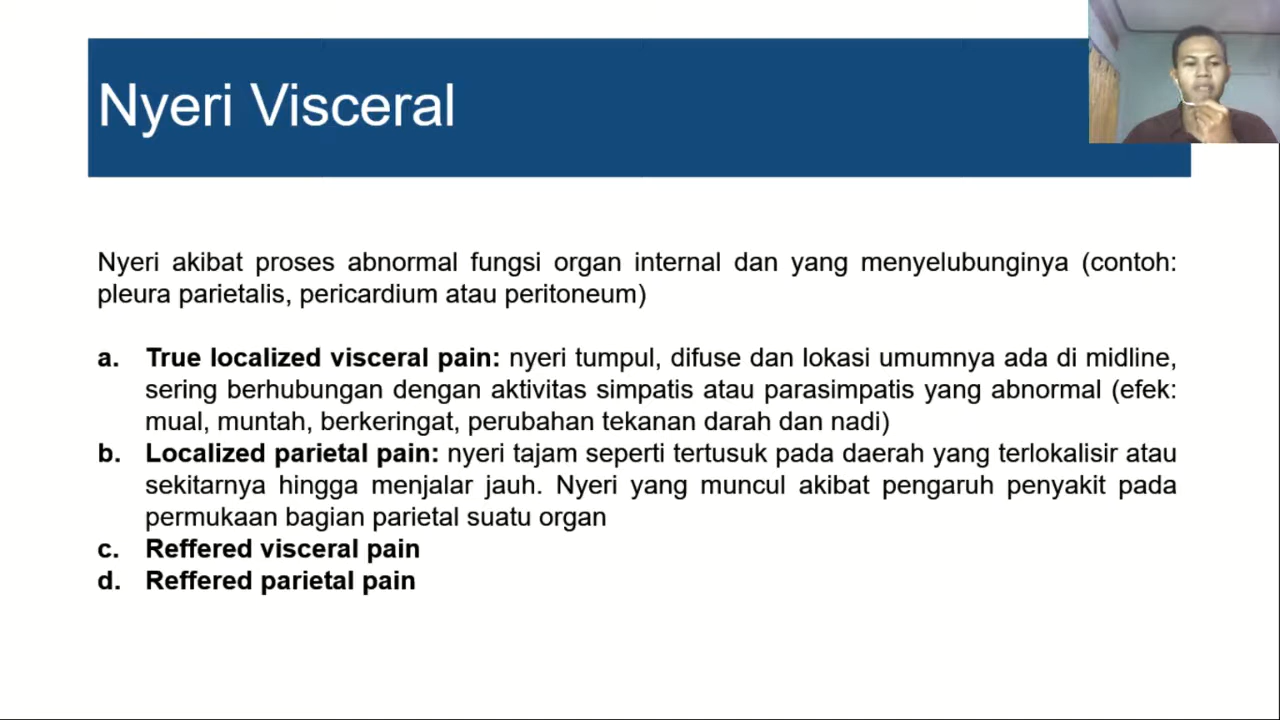 Nyeri Visceral
Nyeri akibat proses abnormal fungsi organ internal dan yang menyelubunginya (contoh:
pleura parietalis, pericardium atau peritoneum)
a. True localized visceral pain: nyeri tumpul, difuse dan lokasi umumnya ada di midline,
sering berhubungan dengan aktivitas simpatis atau parasimpatis yang abnormal (efek:
mual, muntah, berkeringat, perubahan tekanan darah dan nadi)
b. Localized parietal pain: nyeri tajam seperti tertusuk pada daerah yang terlokalisir atau
sekitarnya hingga menjalar jauh. Nyeri yang muncul akibat pengaruh penyakit pada
permukaan bagian parietal suatu organ
c. Reffered visceral pain
d. Reffered parietal pain